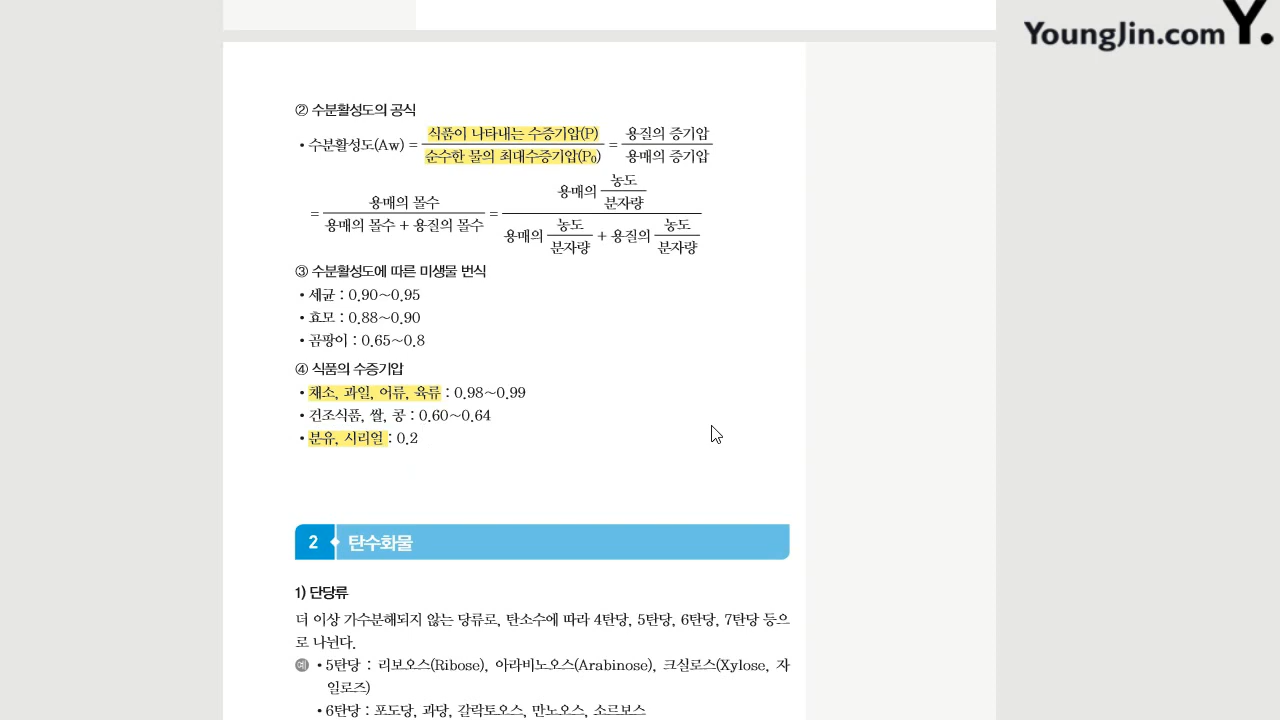 YoungJin.com Y.
② 수분활성도의 공식
• 수분활성도(Aw) = 식품이 나타내는 수증기압(P) / 순수한 물의 최대수증기압(P₀) = 용질의 증기압 / 용매의 증기압
= 용매의 몰수 / 용매의 몰수 + 용질의 몰수 = 용매의 농도/분자량 / 용매의 농도/분자량 + 용질의 농도/분자량
③ 수분활성도에 따른 미생물 번식
• 세균 : 0.90~0.95
• 효모 : 0.88~0.90
• 곰팡이 : 0.65~0.8
④ 식품의 수증기압
• 채소, 과일, 어류, 육류 : 0.98~0.99
• 건조식품, 쌀, 콩 : 0.60~0.64
• 분유, 시리얼 : 0.2
2 탄수화물
1) 단당류
더 이상 가수분해되지 않는 당류로, 탄소수에 따라 4탄당, 5탄당, 6탄당, 7탄당 등으
로 나뉜다.
예 • 5탄당 : 리보오스(Ribose), 아라비노오스(Arabinose), 크실로스(Xylose, 자
일로즈)
• 6탄당 : 포도당, 과당, 갈락토오스, 만노오스, 소르보스